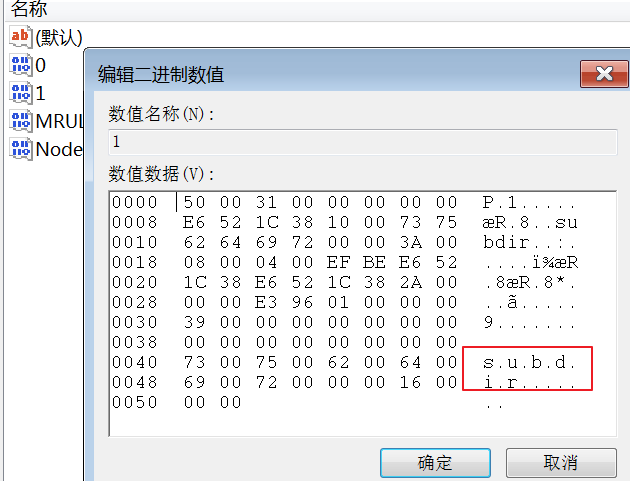 名称
(默认)
0
1
MRUL
Node
编辑二进制数值
数值名称(N):
1
数值数据(V):
0000 50 00 31 00 00 00 00 00 P.1.....
0008 E6 52 1C 38 10 00 73 75 æR.8..su
0010 62 64 69 72 00 00 3A 00 bdir..:.
0018 08 00 04 00 EF BE E6 52 ....ï¾æR
0020 1C 38 E6 52 1C 38 2A 00 .8æR.8*.
0028 00 00 E3 96 01 00 00 00 ..ã.....
0030 39 00 00 00 00 00 00 00 9.......
0038 00 00 00 00 00 00 00 00 ........
0040 73 00 75 00 62 00 64 00 s.u.b.d.
0048 69 00 72 00 00 00 16 00 i.r.....
0050 00 00 ..
确定
取消